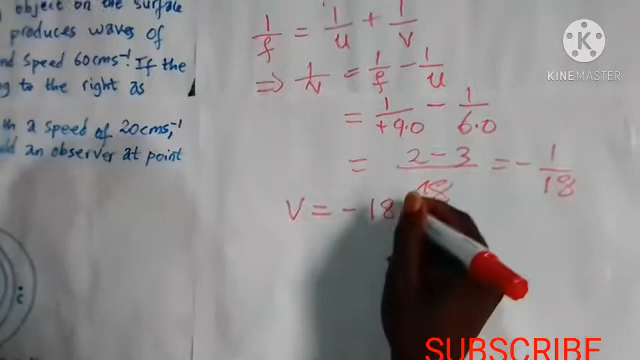 object on the surface
produces waves of
nd speed 60cms⁻¹. If the
g to the right as
a speed of 20cms⁻¹,
an observer at point
c
1/f = 1/u + 1/v
⇒ 1/v = 1/f - 1/u
= 1/+9.0 - 1/6.0
= 2-3/18 = - 1/18
V = - 18
KINEMASTER
SUBSCRIBE